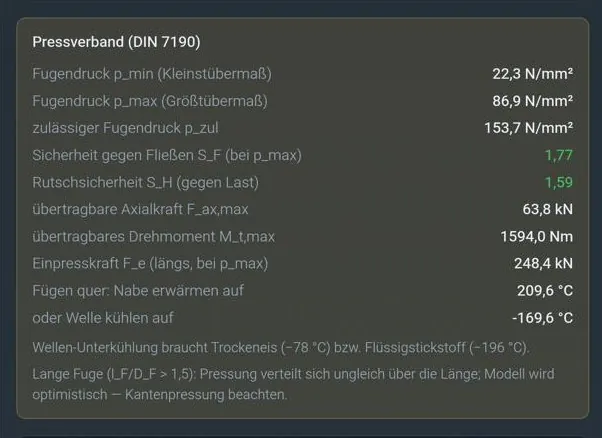 Pressverband (DIN 7190)
Fugendruck p_min (Kleinstübermaß) 22,3 N/mm²
Fugendruck p_max (Größtübermaß) 86,9 N/mm²
zulässiger Fugendruck p_zul 153,7 N/mm²
Sicherheit gegen Fließen S_F (bei p_max) 1,77
Rutschsicherheit S_H (gegen Last) 1,59
übertragbare Axialkraft F_ax,max 63,8 kN
übertragbares Drehmoment M_t,max 1594,0 Nm
Einpresskraft F_e (längs, bei p_max) 248,4 kN
Fügen quer: Nabe erwärmen auf 209,6 °C
oder Welle kühlen auf -169,6 °C
Wellen-Unterkühlung braucht Trockeneis (−78 °C) bzw. Flüssigstickstoff (−196 °C).
Lange Fuge (l_F/D_F > 1,5): Pressung verteilt sich ungleich über die Länge; Modell wird
optimistisch — Kantenpressung beachten.